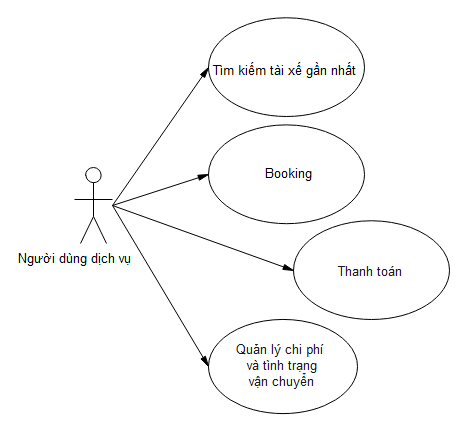 Tìm kiếm tài xế gần nhất
Booking
Người dùng dịch vụ
Thanh toán
Quản lý chi phí
và tình trạng
vận chuyển